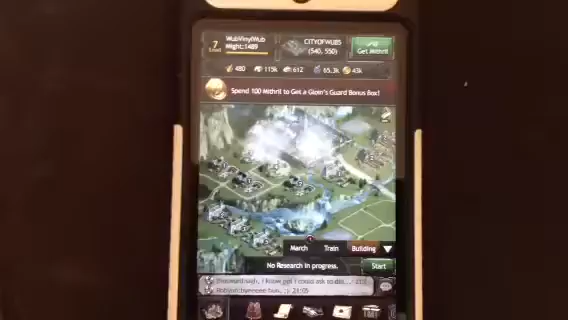 WubVinylWub
7
Might:1489
CITYOFWUBS
(540, 550)
Get Mithril
480 115k 612 65.3k 43k
Spend 100 Mithril to Get a Gloin's Guard Bonus Box!
March Train Building
No Research in progress. Start